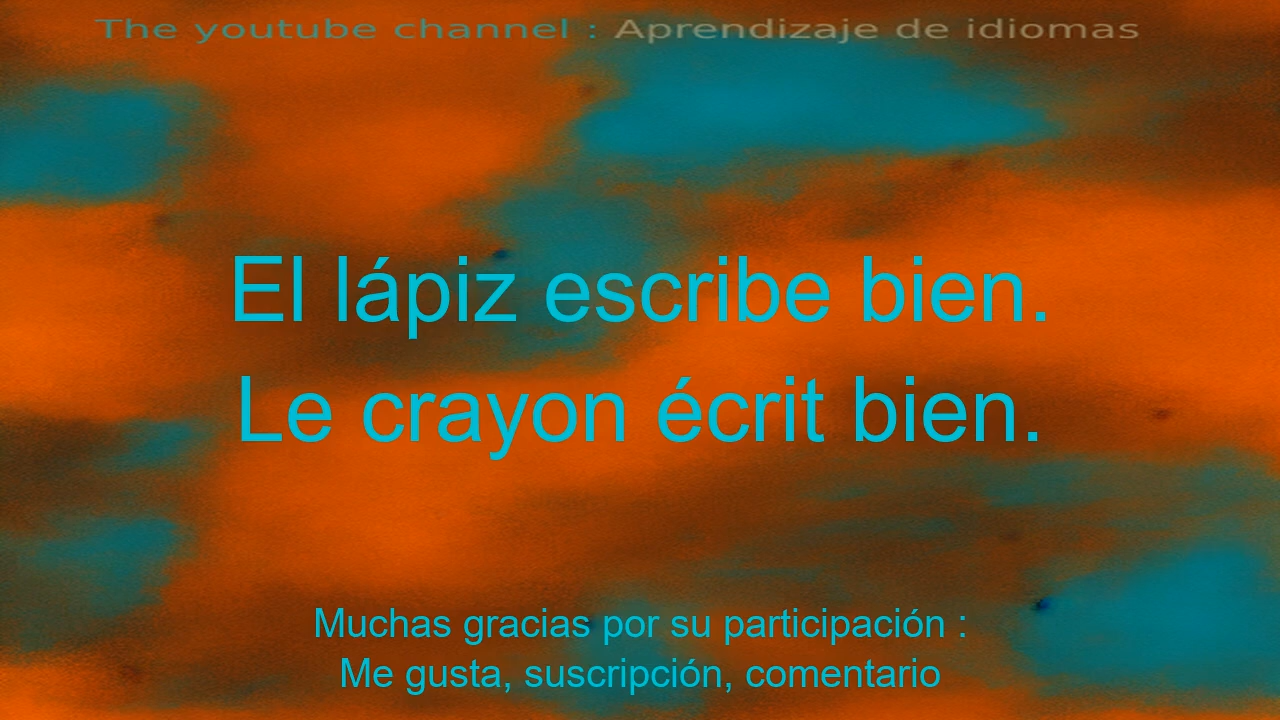 The youtube channel : Aprendizaje de idiomas
El lápiz escribe bien.
Le crayon écrit bien.
Muchas gracias por su participación :
Me gusta, suscripción, comentario